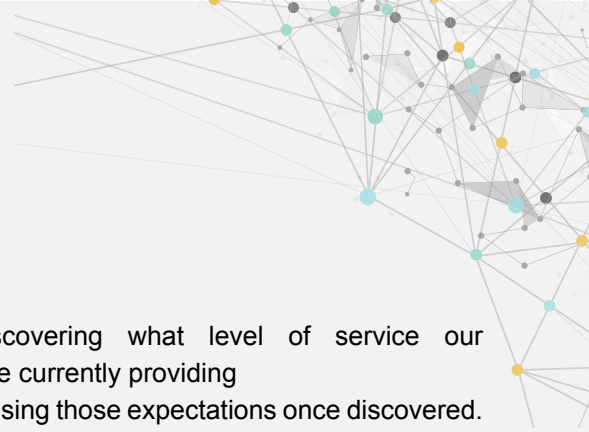 scovering what level of service our
e currently providing
sing those expectations once discovered.